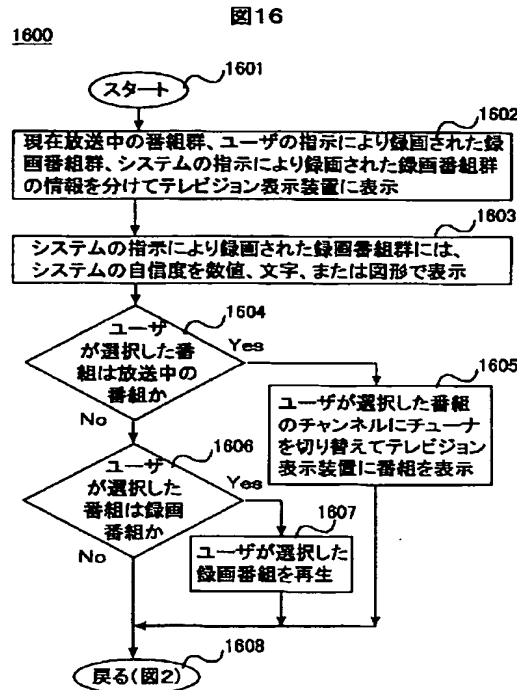 図16
1600
1601
スタート
1602
現在放送中の番組群、ユーザの指示により録画された録
画番組群、システムの指示により録画された録画番組群
の情報を分けてテレビジョン表示装置に表示
1603
システムの指示により録画された録画番組群には、
システムの自信度を数値、文字、または図形で表示
1604
ユーザ
が選択した番
組は放送中の
番組か
Yes
No
1605
ユーザが選択した番組
のチャンネルにチューナ
を切り替えてテレビジョン
表示装置に番組を表示
1606
ユーザ
が選択した
番組は録画
番組か
Yes
No
1607
ユーザが選択した
録画番組を再生
1608
戻る(図2)